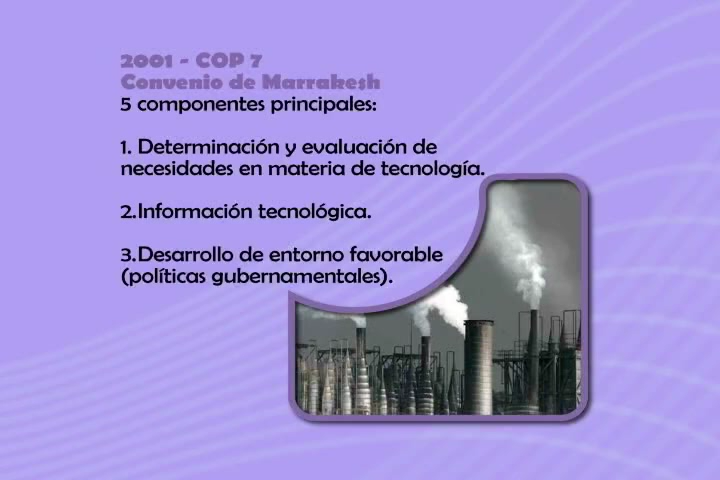 2001 - COP 7
Convenio de Marrakesh
5 componentes principales:
1. Determinación y evaluación de
necesidades en materia de tecnología.
2.Información tecnológica.
3.Desarrollo de entorno favorable
(políticas gubernamentales).